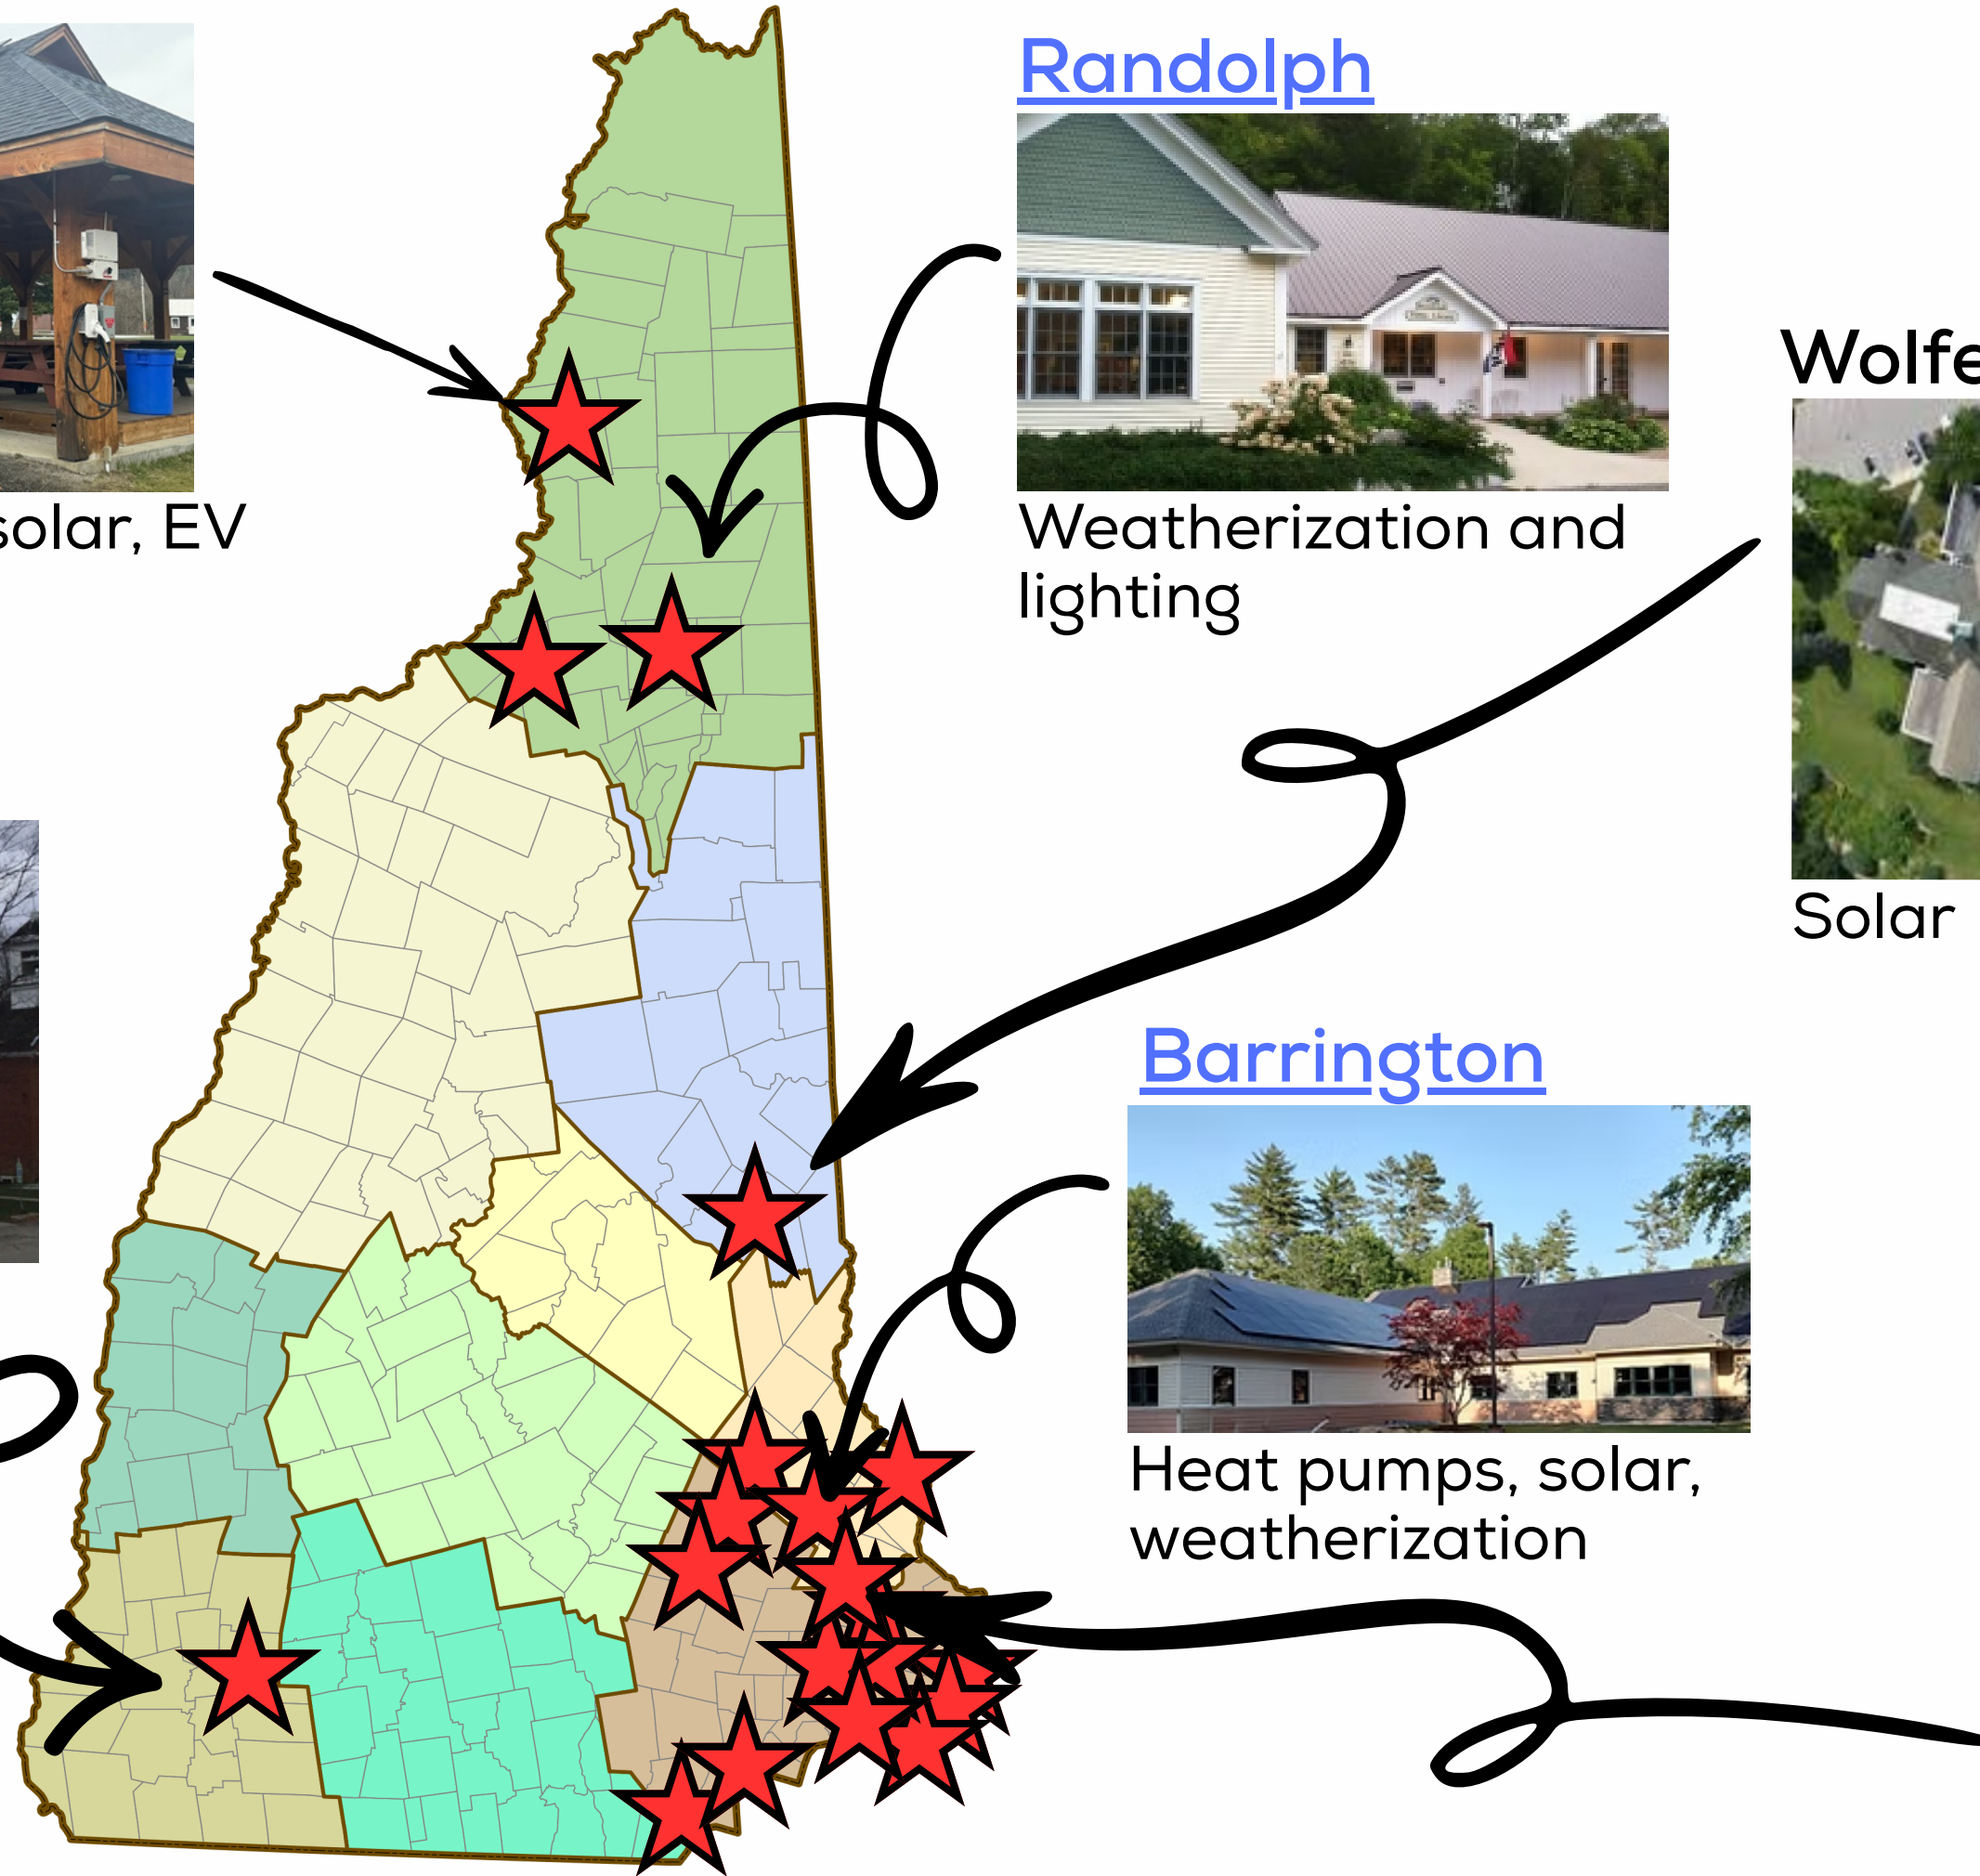 Randolph
solar, EV
Weatherization and
lighting
Wolfe
Solar
Barrington
Heat pumps, solar,
weatherization